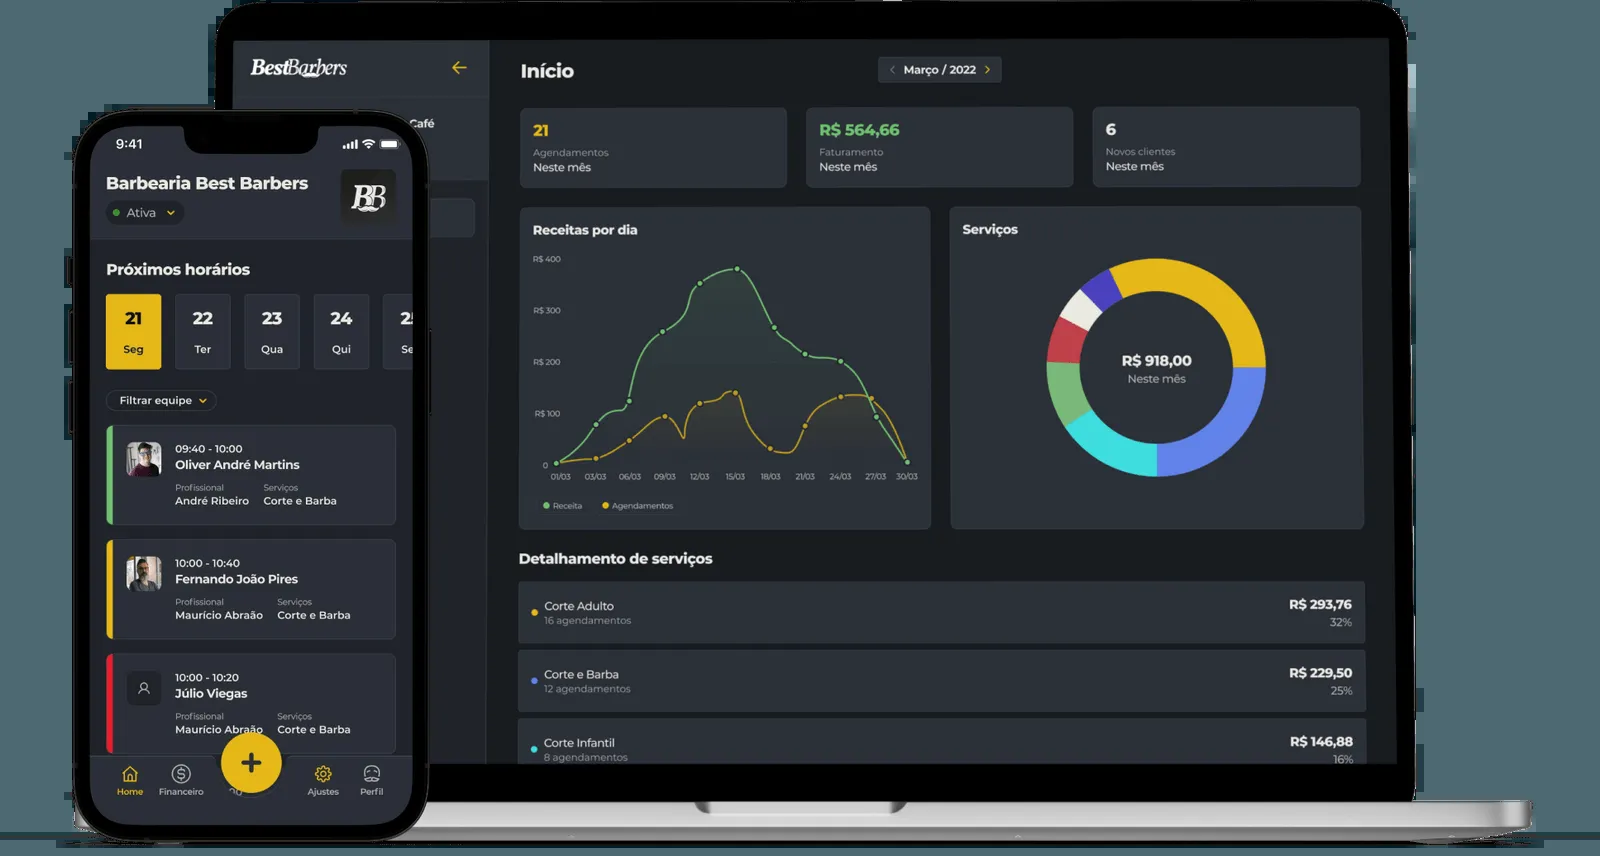 9:41
Barbearia Best Barbers
BB
Ativa
Próximos horários
21 22 23 24
Seg Ter Qua Qui
Filtrar equipe
09:40 - 10:00
Oliver André Martins
Profissional Serviços
André Ribeiro Corte e Barba
10:00 - 10:40
Fernando João Pires
Profissional Serviços
Maurício Abraão Corte e Barba
10:00 - 10:20
Júlio Viegas
Profissional Serviços
Maurício Abraão Corte e Barba
+
Home Financeiro Ajustes Perfil
BestBarbers
Café
Início
Março / 2022
21
Agendamentos
Neste mês
R$ 564,66
Faturamento
Neste mês
6
Novos clientes
Neste mês
Receitas por dia
R$ 400
R$ 300
R$ 200
R$ 100
0
01/03 03/03 06/03 09/03 12/03 15/03 18/03 21/03 24/03 27/03 30/03
Receita Agendamentos
Serviços
R$ 918,00
Neste mês
Detalhamento de serviços
Corte Adulto R$ 293,76
16 agendamentos 32%
Corte e Barba R$ 229,50
12 agendamentos 25%
Corte Infantil R$ 146,88
8 agendamentos 16%